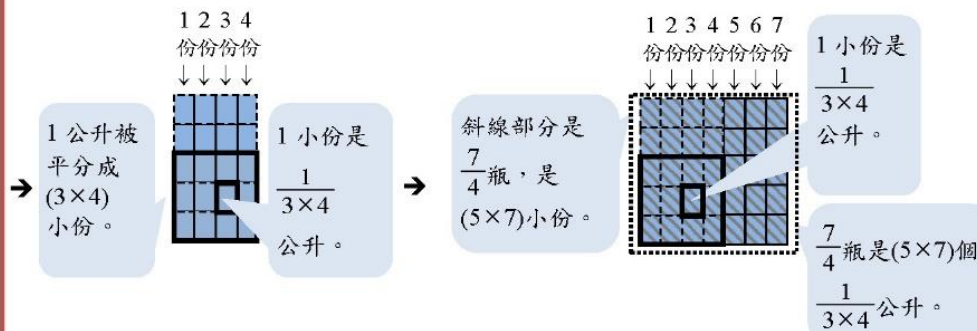 1 2 3 4
份份份份
↓ ↓ ↓ ↓
➔
1 公升被
平分成
(3×4)
小份。
1 小份是
1
3×4
公升。
➔
斜線部分是
7
4
瓶，是
(5×7)小份。
1 2 3 4 5 6 7
份份份份份份份
↓ ↓ ↓ ↓ ↓ ↓ ↓
1 小份是
1
3×4
公升。
7
4
瓶是(5×7)個
1
3×4
公升。